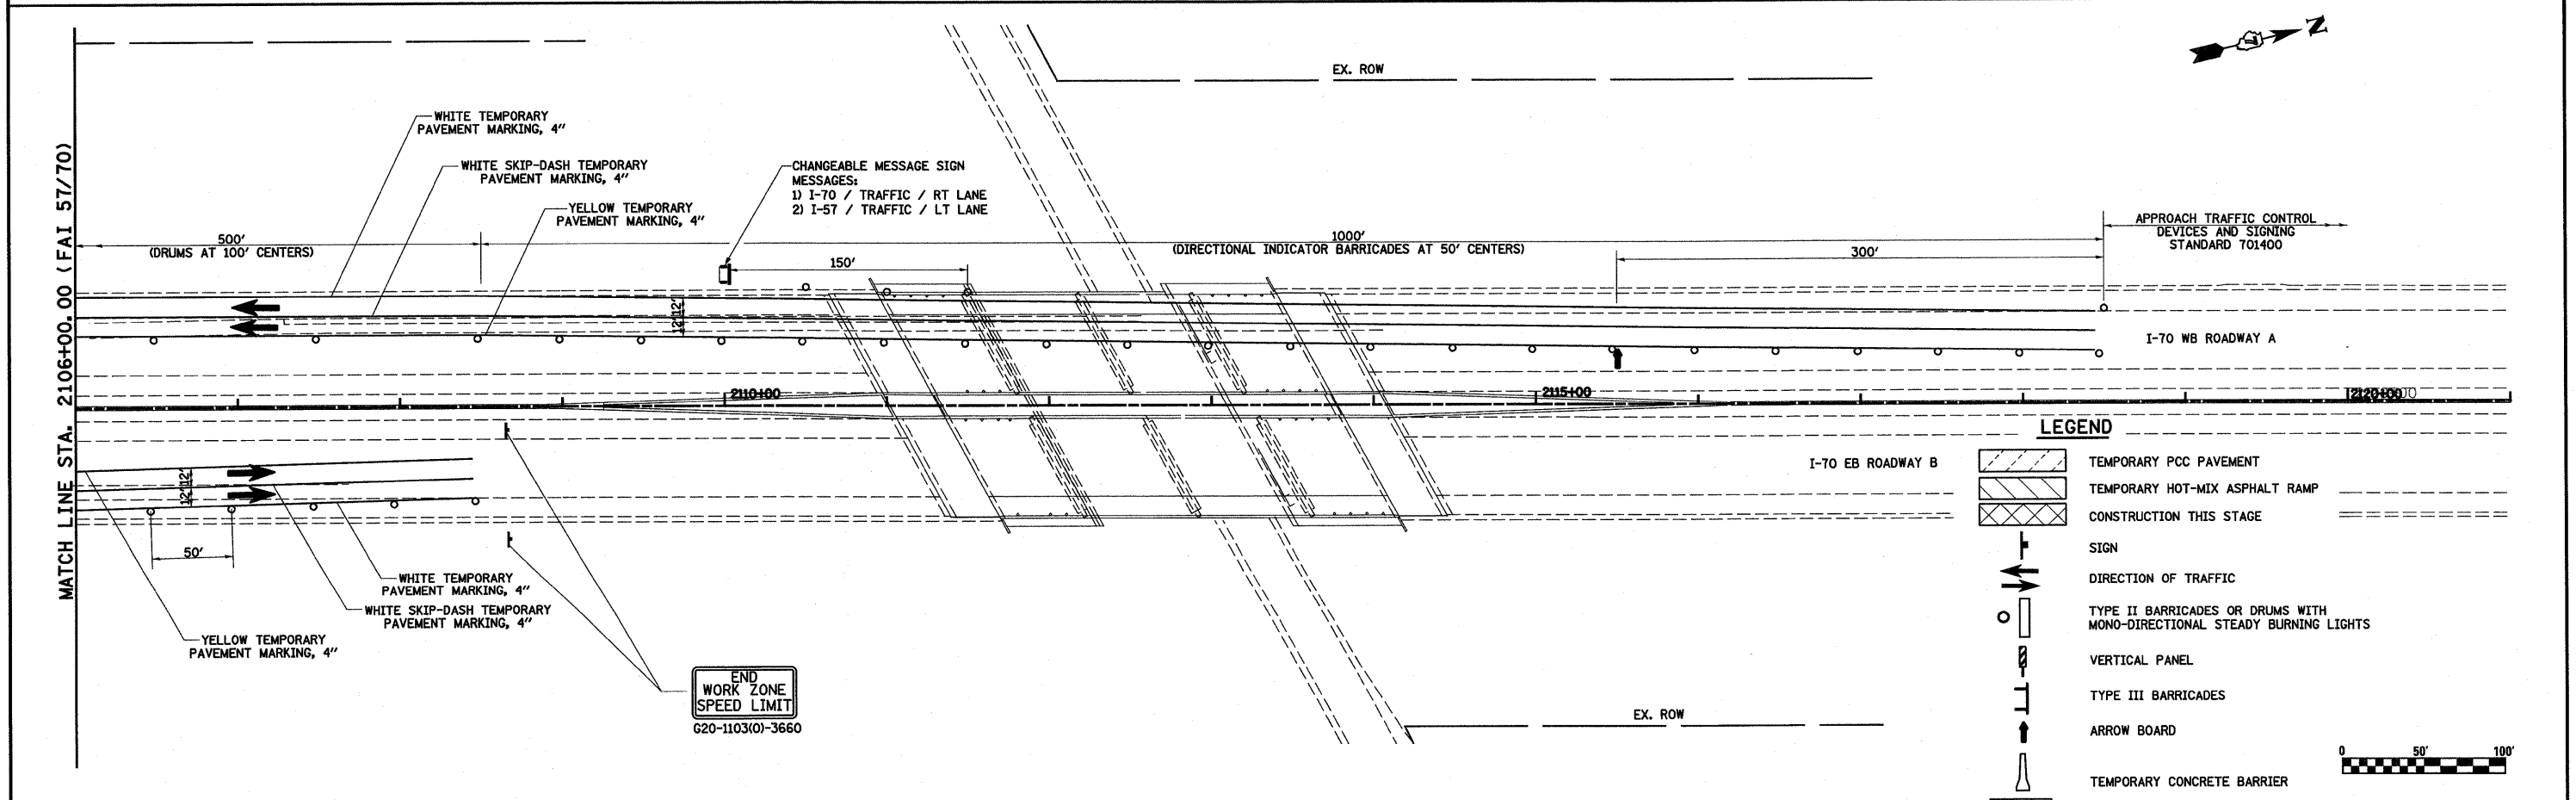 N
EX. ROW
WHITE TEMPORARY
PAVEMENT MARKING, 4"
WHITE SKIP-DASH TEMPORARY
PAVEMENT MARKING, 4"
YELLOW TEMPORARY
PAVEMENT MARKING, 4"
CHANGEABLE MESSAGE SIGN
MESSAGES:
1) I-70 / TRAFFIC / RT LANE
2) I-57 / TRAFFIC / LT LANE
APPROACH TRAFFIC CONTROL
DEVICES AND SIGNING
STANDARD 701400
500'
(DRUMS AT 100' CENTERS)
1000'
(DIRECTIONAL INDICATOR BARRICADES AT 50' CENTERS)
150'
300'
12'
12'
I-70 WB ROADWAY A
MATCH LINE STA. 2106+00.00 (FAI 57/70)
2110+00
2115+00
2120+00
I-70 EB ROADWAY B
12'
12'
50'
WHITE TEMPORARY
PAVEMENT MARKING, 4"
WHITE SKIP-DASH TEMPORARY
PAVEMENT MARKING, 4"
YELLOW TEMPORARY
PAVEMENT MARKING, 4"
END
WORK ZONE
SPEED LIMIT
G20-1103(0)-3660
EX. ROW
LEGEND
TEMPORARY PCC PAVEMENT
TEMPORARY HOT-MIX ASPHALT RAMP
CONSTRUCTION THIS STAGE
SIGN
DIRECTION OF TRAFFIC
TYPE II BARRICADES OR DRUMS WITH
MONO-DIRECTIONAL STEADY BURNING LIGHTS
VERTICAL PANEL
TYPE III BARRICADES
ARROW BOARD
TEMPORARY CONCRETE BARRIER
0 50' 100'